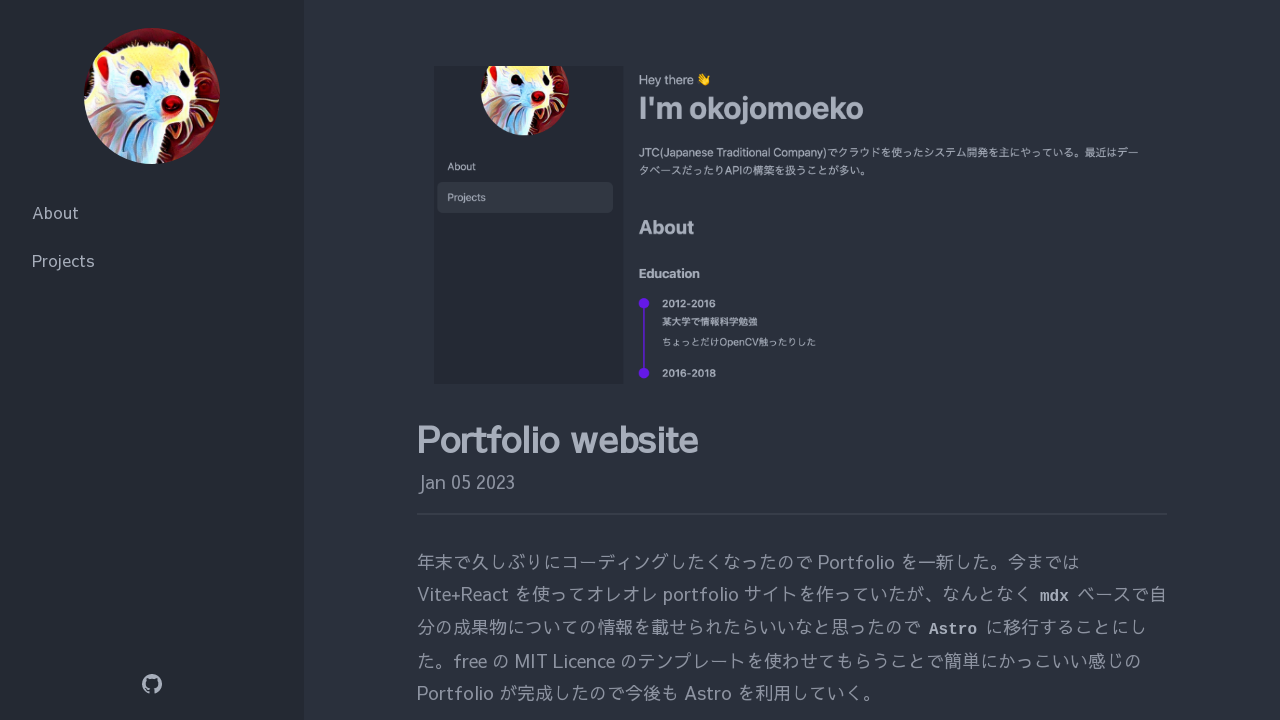 About
Projects
About
Projects
Hey there 👋
I'm okojomoeko
JTC(Japanese Traditional Company)でクラウドを使ったシステム開発を主にやっている。最近はデー
タベースだったりAPIの構築を扱うことが多い。
About
Education
2012-2016
某大学で情報科学勉強
ちょっとだけOpenCV触ったりした
2016-2018
Portfolio website
Jan 05 2023
年末で久しぶりにコーディングしたくなったので Portfolio を一新した。今までは
Vite+React を使ってオレオレ portfolio サイトを作っていたが、なんとなく mdx ベースで自
分の成果物についての情報を載せられたらいいなと思ったので Astro に移行することにし
た。free の MIT Licence のテンプレートを使わせてもらうことで簡単にかっこいい感じの
Portfolio が完成したので今後も Astro を利用していく。